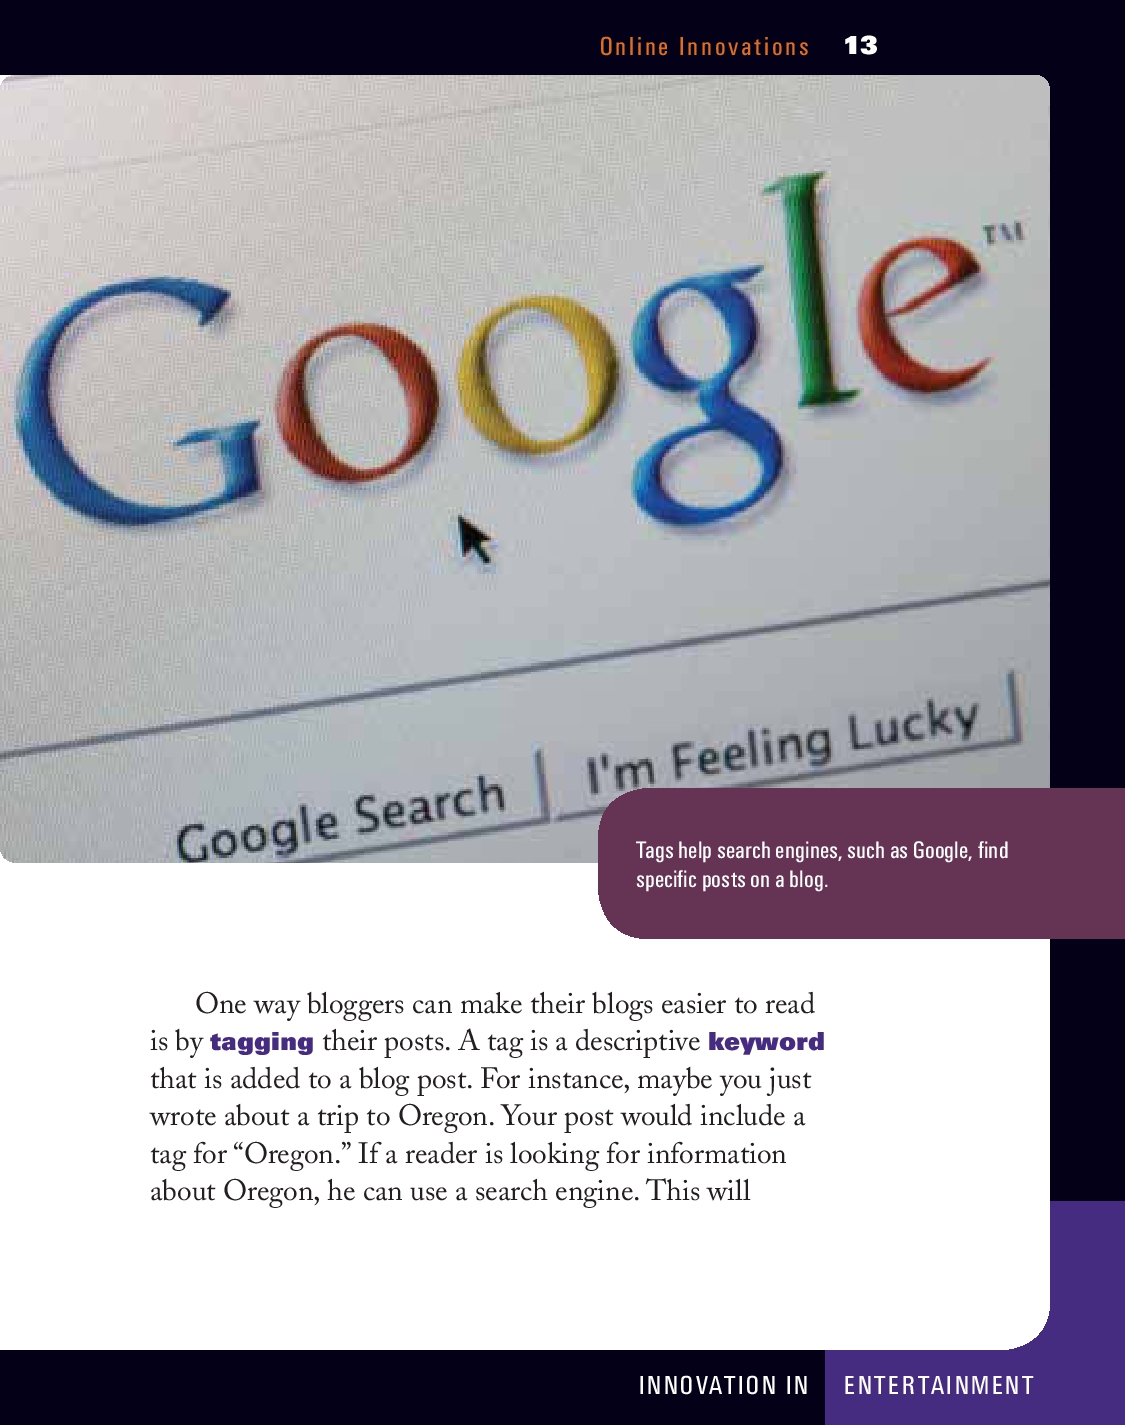 Online Innovations 13
Google™
Google Search I'm Feeling Lucky
Tags help search engines, such as Google, find
specific posts on a blog.
One way bloggers can make their blogs easier to read
is by tagging their posts. A tag is a descriptive keyword
that is added to a blog post. For instance, maybe you just
wrote about a trip to Oregon. Your post would include a
tag for “Oregon.” If a reader is looking for information
about Oregon, he can use a search engine. This will
INNOVATION IN ENTERTAINMENT